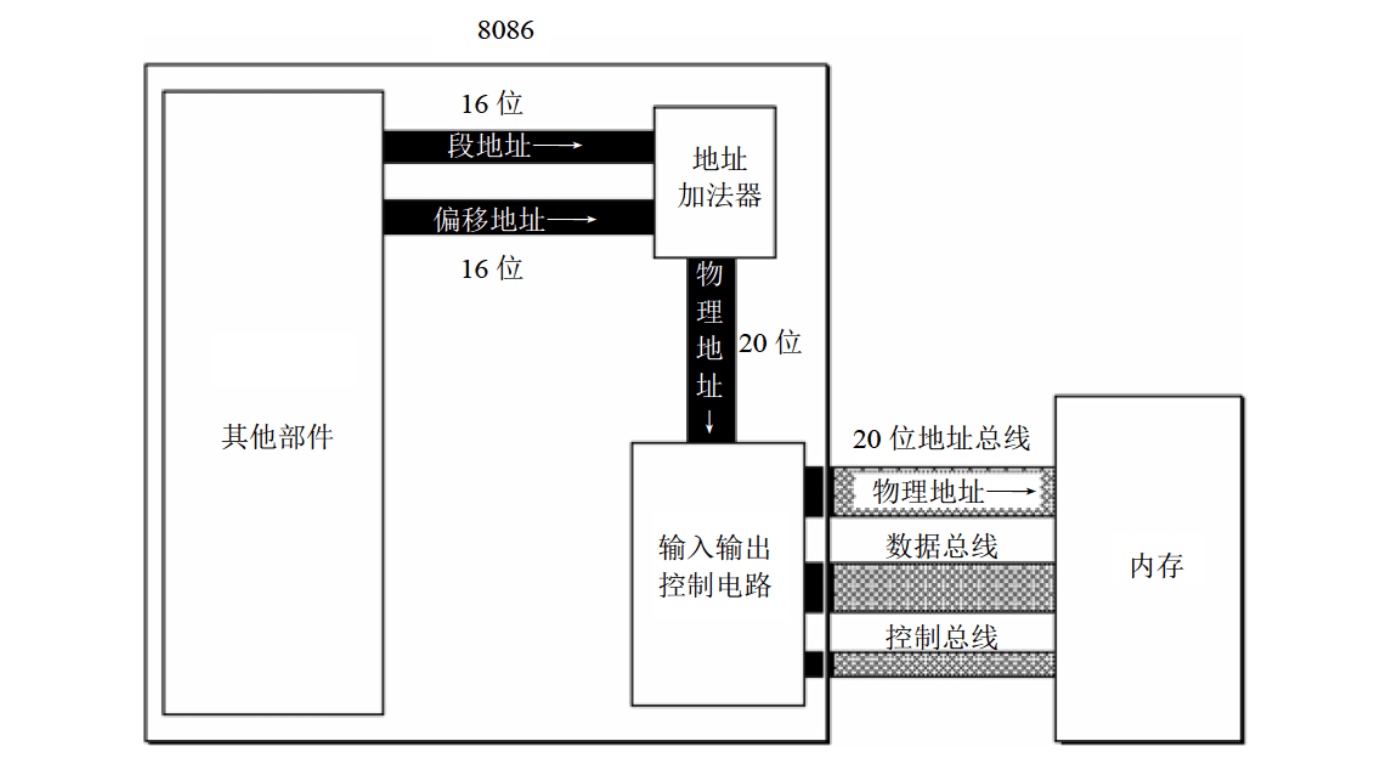 8086
16 位
段地址→
地址
加法器
偏移地址→
16 位
物
理
地
址
↓
20 位
其他部件
20 位地址总线
物理地址→
数据总线
输入输出
控制电路
内存
控制总线